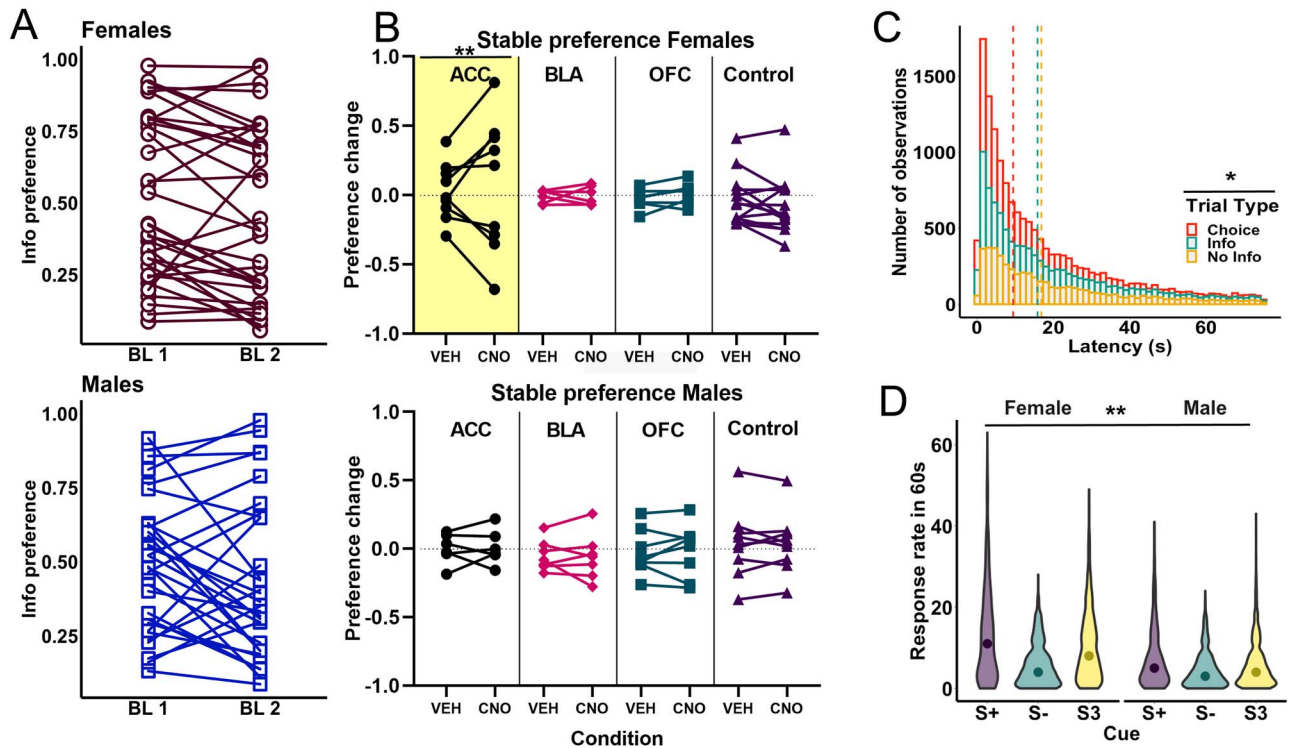 A
Females
Info preference
1.00
0.75
0.50
0.25
BL 1 BL 2
Males
Info preference
1.00
0.75
0.50
0.25
BL 1 BL 2
B
Stable preference Females
**
ACC BLA OFC Control
Preference change
1.0
0.5
0.0
-0.5
-1.0
VEH CNO VEH CNO VEH CNO VEH CNO
Stable preference Males
ACC BLA OFC Control
Preference change
1.0
0.5
0.0
-0.5
-1.0
VEH CNO VEH CNO VEH CNO VEH CNO
Condition
C
Number of observations
1500
1000
500
0
*
Trial Type
Choice
Info
No Info
0 20 40 60
Latency (s)
D
Female ** Male
Response rate in 60s
60
40
20
0
S+ S- S3 S+ S- S3
Cue